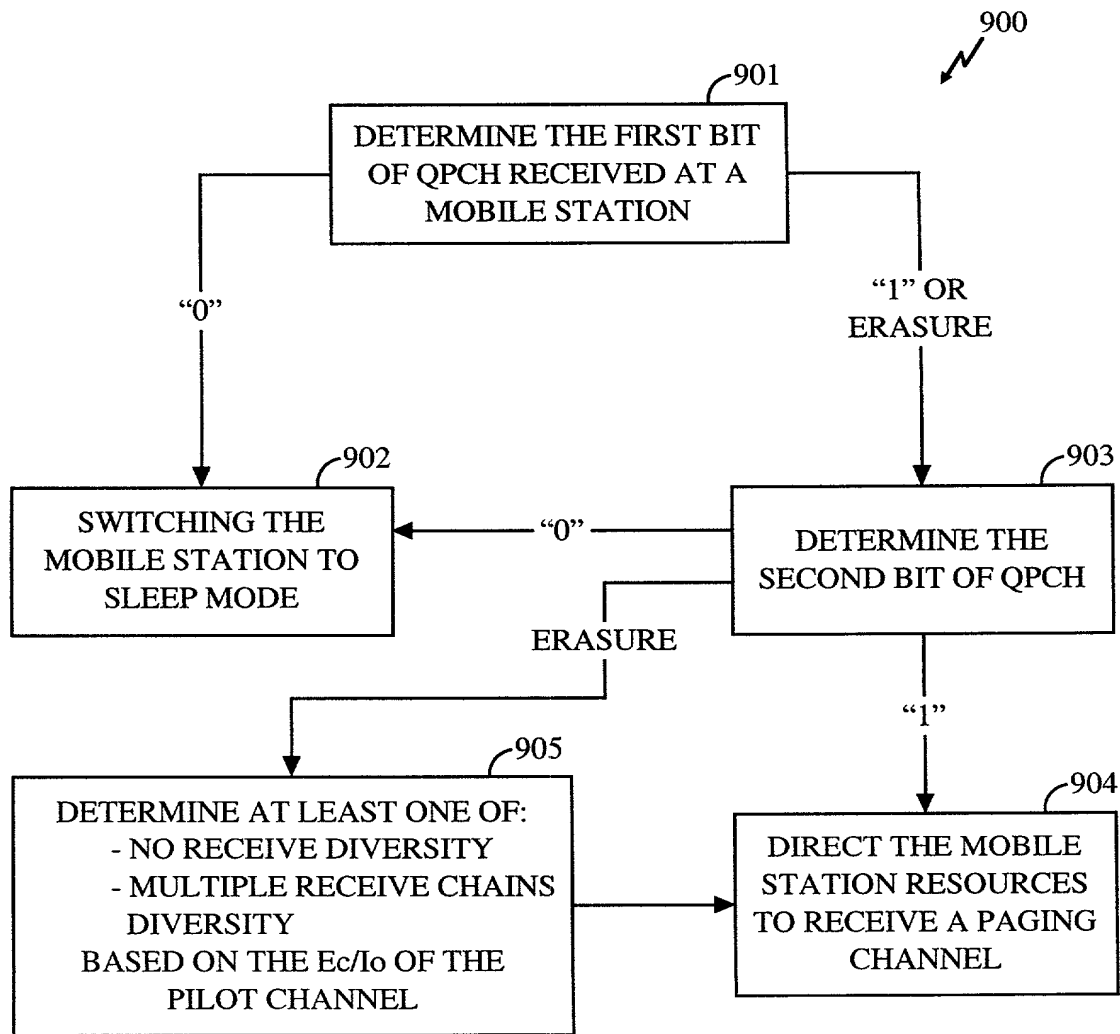 900
901
DETERMINE THE FIRST BIT
OF QPCH RECEIVED AT A
MOBILE STATION
“0”
“1” OR
ERASURE
902
SWITCHING THE
MOBILE STATION TO
SLEEP MODE
“0”
903
DETERMINE THE
SECOND BIT OF QPCH
ERASURE
“1”
905
DETERMINE AT LEAST ONE OF:
- NO RECEIVE DIVERSITY
- MULTIPLE RECEIVE CHAINS
DIVERSITY
BASED ON THE Ec/Io OF THE
PILOT CHANNEL
904
DIRECT THE MOBILE
STATION RESOURCES
TO RECEIVE A PAGING
CHANNEL